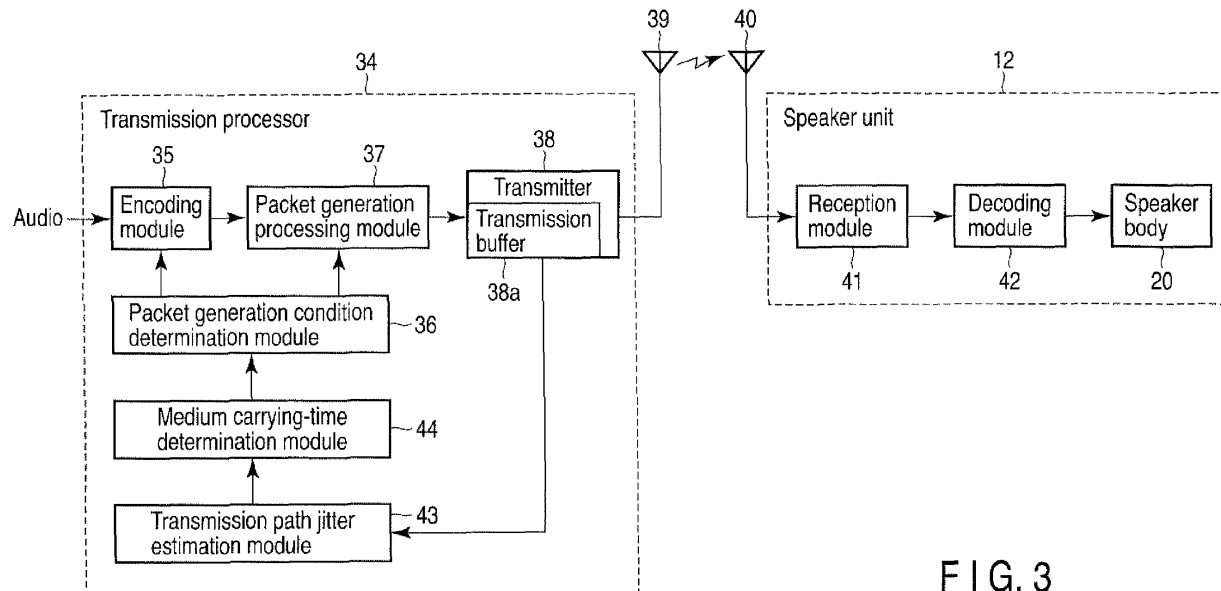 39
40
34
12
Transmission processor
Speaker unit
35
37
38
Audio
Encoding
module
Packet generation
processing module
Transmitter
Transmission
buffer
38a
Reception
module
41
Decoding
module
42
Speaker
body
20
Packet generation condition
determination module
36
Medium carrying-time
determination module
44
Transmission path jitter
estimation module
43
FIG. 3